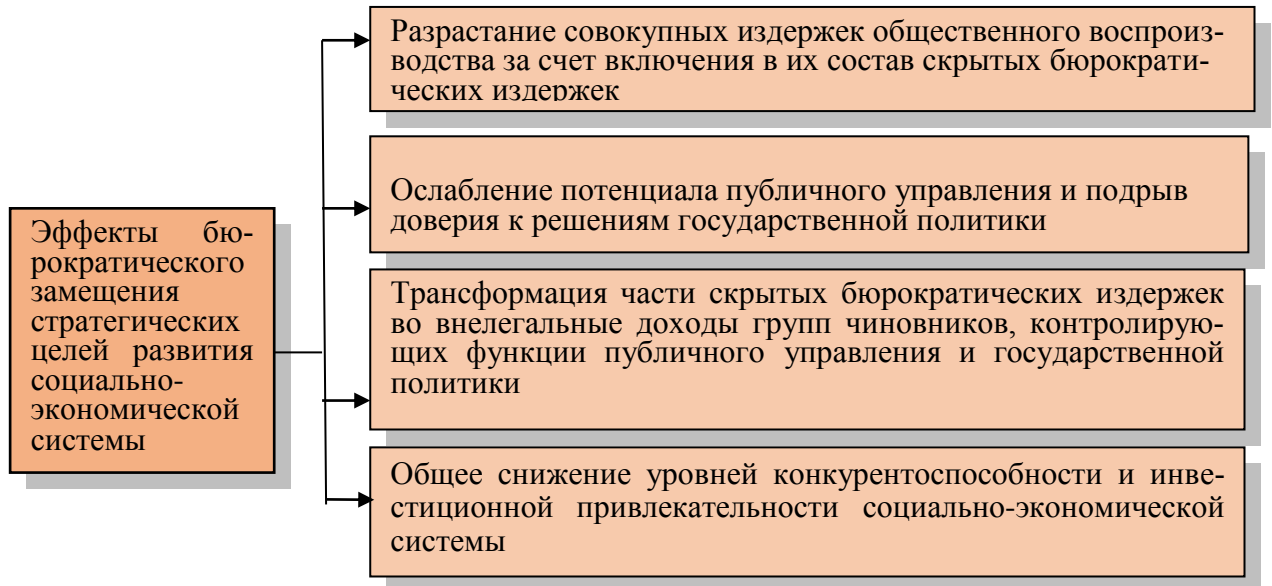 Разрастание совокупных издержек общественного воспроиз-
водства за счет включения в их состав скрытых бюрократи-
ческих издержек
Ослабление потенциала публичного управления и подрыв
доверия к решениям государственной политики
Эффекты бю-
рократического
замещения
стратегических
целей развития
социально-
экономической
системы
Трансформация части скрытых бюрократических издержек
во внелегальные доходы групп чиновников, контролирую-
щих функции публичного управления и государственной
политики
Общее снижение уровней конкурентоспособности и инве-
стиционной привлекательности социально-экономической
системы